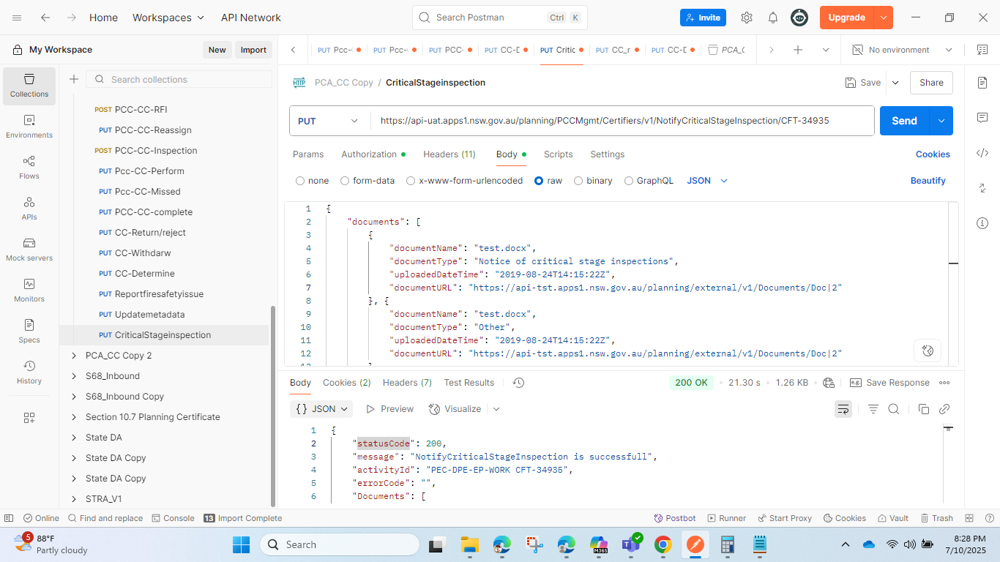 Home Workspaces API Network Search Postman Ctrl K Invite Upgrade
My Workspace New Import PUT Pcc- PUT Pcc- PUT PCC- PUT CC-D PUT Critic PUT CC_r PUT CC-D PCA_C No environment
Search collections
Collections
Environments
Flows
APIs
Mock servers
Monitors
Specs
History
POST PCC-CC-RFI
PUT PCC-CC-Reassign
POST PCC-CC-Inspection
PUT Pcc-CC-Perform
PUT Pcc-CC-Missed
PUT PCC-CC-complete
PUT CC-Return/reject
PUT CC-Withdarw
PUT CC-Determine
PUT Reportfiresafetyissue
PUT Updatemetadata
PUT CriticalStageinspection
PCA_CC Copy 2
S68_Inbound
S68_Inbound Copy
Section 10.7 Planning Certificate
State DA
State DA Copy
State DA Copy
STRA_V1
HTTP PCA_CC Copy / CriticalStageinspection Save Share
PUT https://api-uat.apps1.nsw.gov.au/planning/PCCMgmt/Certifiers/v1/NotifyCriticalStageInspection/CFT-34935 Send
Params Authorization Headers (11) Body Scripts Settings Cookies
none form-data x-www-form-urlencoded raw binary GraphQL JSON Beautify
1 {
2 "documents": [
3 {
4 "documentName": "test.docx",
5 "documentType": "Notice of critical stage inspections",
6 "uploadedDateTime": "2019-08-24T14:15:22Z",
7 "documentURL": "https://api-tst.apps1.nsw.gov.au/planning/external/v1/Documents/Doc|2"
8 }, {
9 "documentName": "test.docx",
10 "documentType": "Other",
11 "uploadedDateTime": "2019-08-24T14:15:22Z",
12 "documentURL": "https://api-tst.apps1.nsw.gov.au/planning/external/v1/Documents/Doc|2"
Body Cookies (2) Headers (7) Test Results 200 OK 21.30 s 1.26 KB e.g. Save Response
{} JSON Preview Visualize
1 {
2 "statusCode": 200,
3 "message": "NotifyCriticalStageInspection is successfull",
4 "activityId": "PEC-DPE-EP-WORK CFT-34935",
5 "errorCode": "",
6 "Documents": [
Online Find and replace Console 13 Import Complete Postbot Runner Start Proxy Cookies Vault Trash
5 88°F
Partly cloudy
Search
M365
8:28 PM
7/10/2025